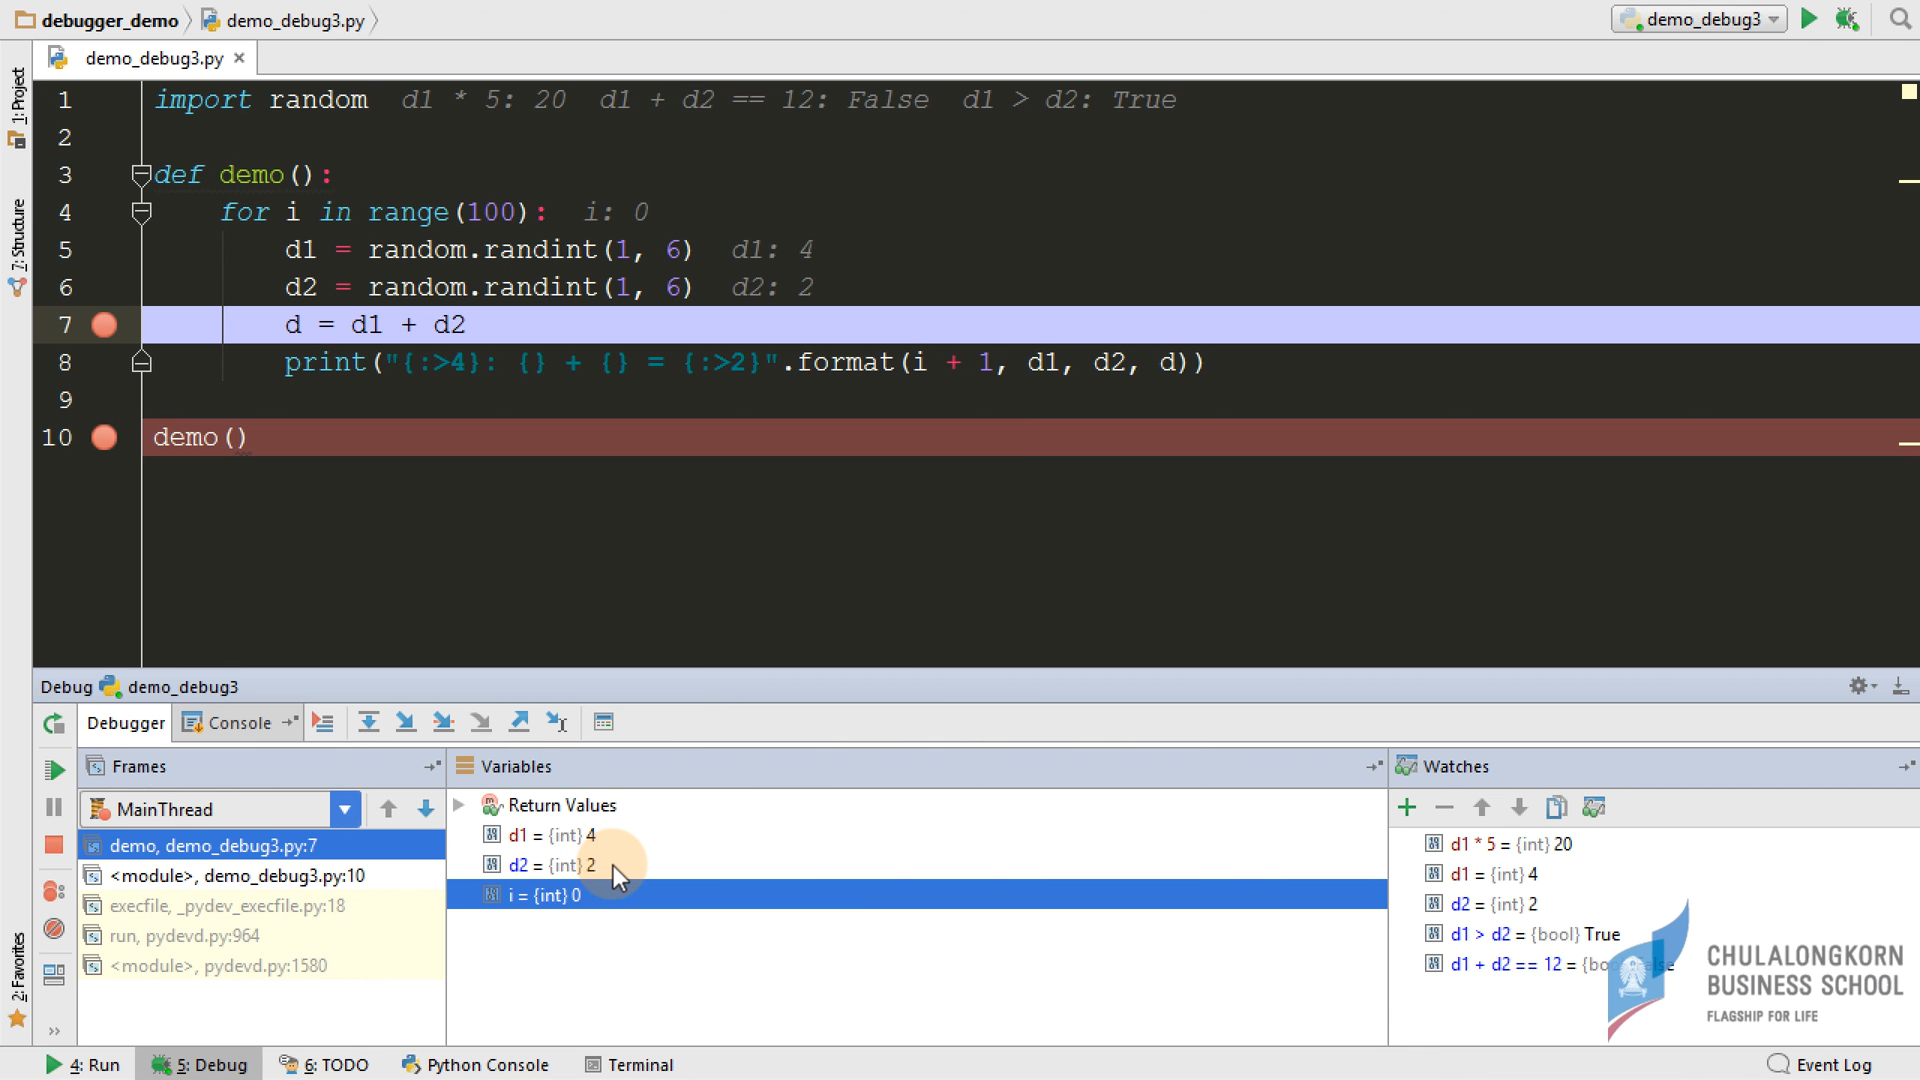 debugger_demo demo_debug3.py demo_debug3
demo_debug3.py
1: Project
7: Structure
2: Favorites
1 import random d1 * 5: 20 d1 + d2 == 12: False d1 > d2: True
2
3 def demo():
4 for i in range(100): i: 0
5 d1 = random.randint(1, 6) d1: 4
6 d2 = random.randint(1, 6) d2: 2
7 d = d1 + d2
8 print("{:>4}: {} + {} = {:>2}".format(i + 1, d1, d2, d))
9
10 demo()
Debug demo_debug3
Debugger Console
Frames
MainThread
demo, demo_debug3.py:7
<module>, demo_debug3.py:10
execfile, _pydev_execfile.py:18
run, pydevd.py:964
<module>, pydevd.py:1580
Variables
Return Values
d1 = {int} 4
d2 = {int} 2
i = {int} 0
Watches
d1 * 5 = {int} 20
d1 = {int} 4
d2 = {int} 2
d1 > d2 = {bool} True
d1 + d2 == 12 = {bool} False
CHULALONGKORN
BUSINESS SCHOOL
FLAGSHIP FOR LIFE
4: Run 5: Debug 6: TODO Python Console Terminal Event Log